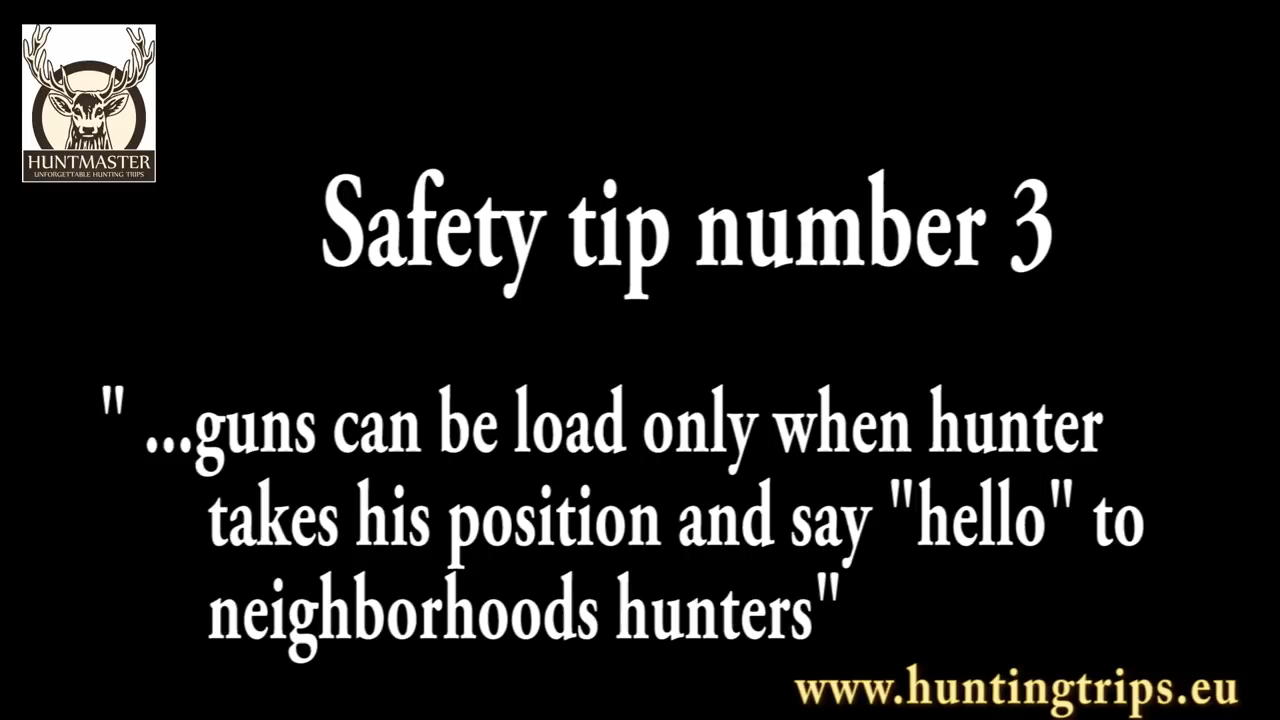 HUNTMASTER
UNFORGETTABLE HUNTING TRIPS
Safety tip number 3
" ...guns can be load only when hunter
takes his position and say "hello" to
neighborhoods hunters"
www.huntingtrips.eu